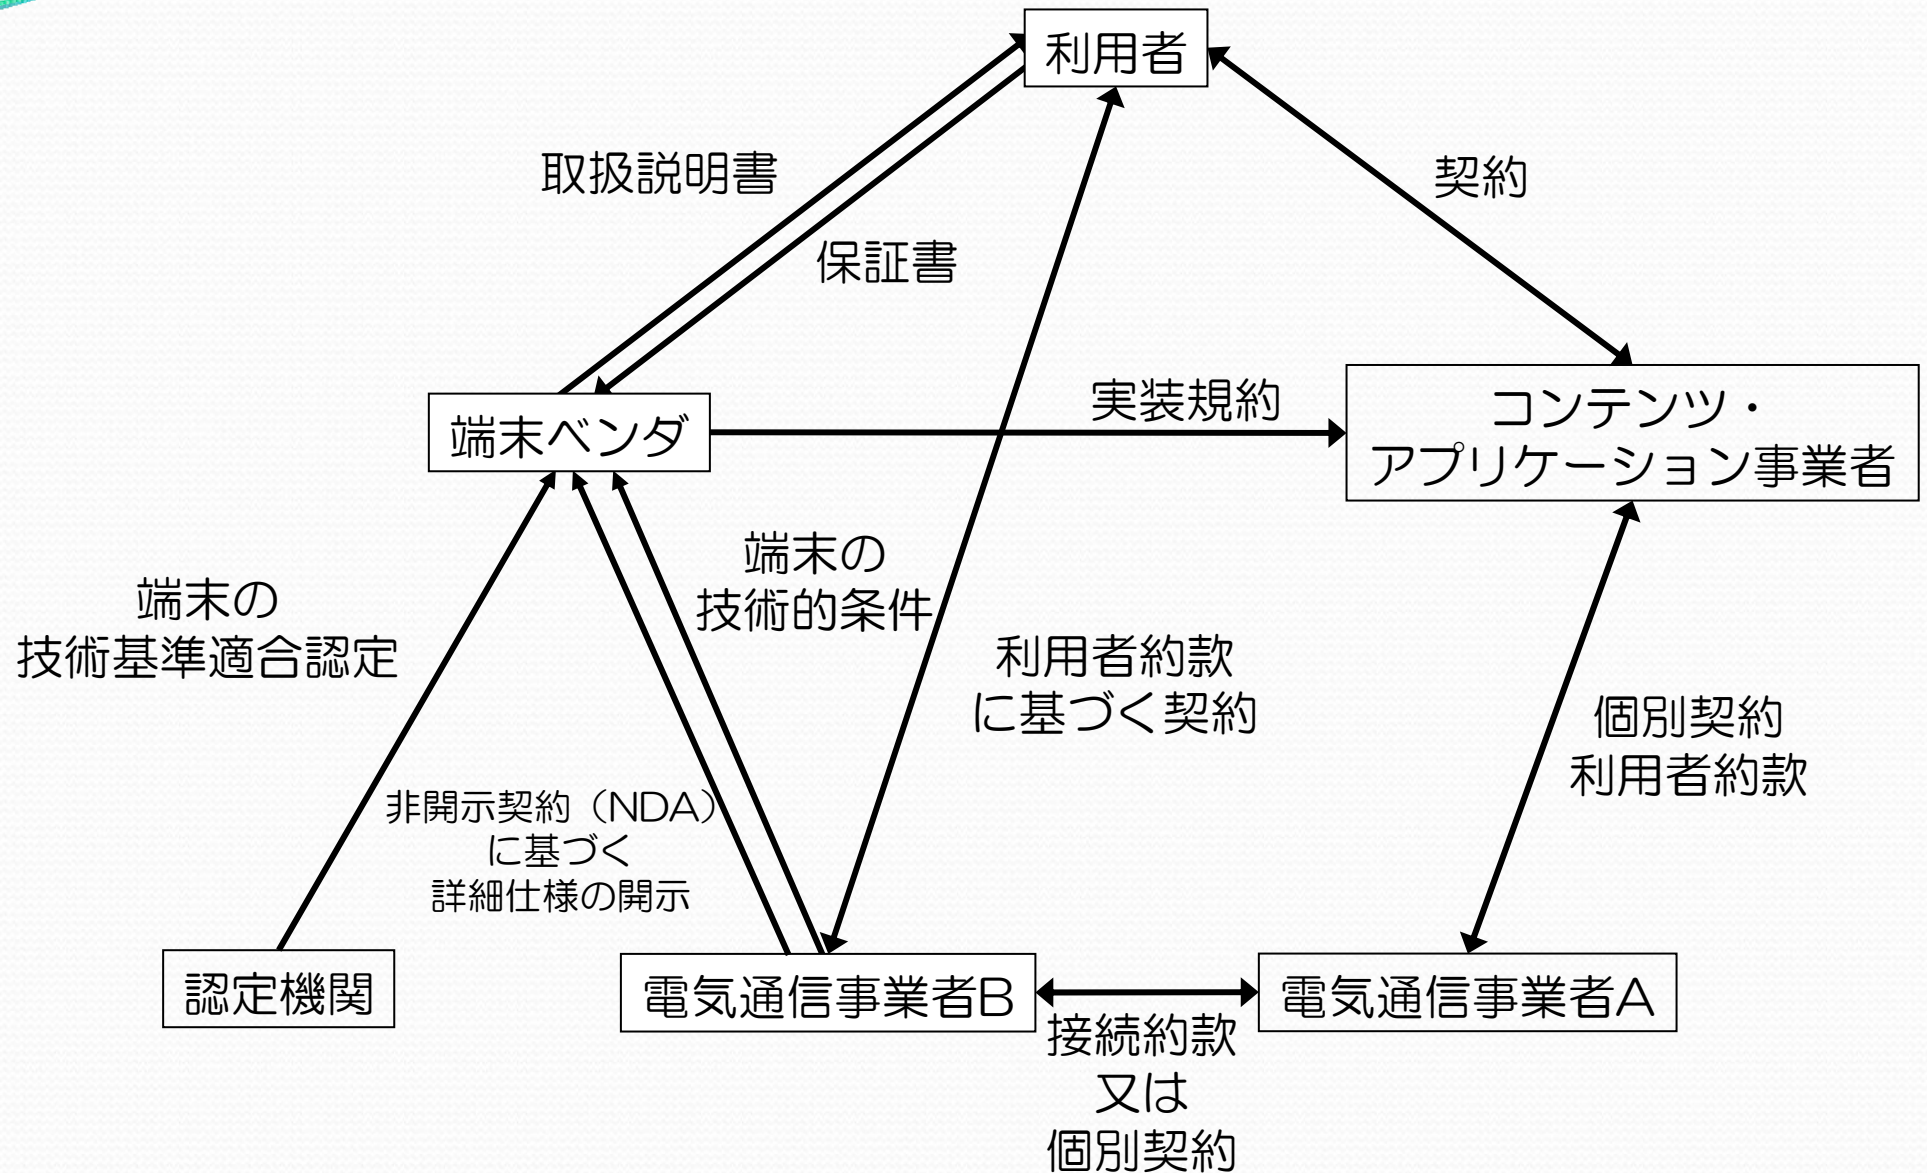 利用者
取扱説明書
契約
保証書
端末ベンダ
実装規約
コンテンツ・
アプリケーション事業者
端末の
技術的条件
端末の
技術基準適合認定
利用者約款
に基づく契約
個別契約
利用者約款
非開示契約（NDA）
に基づく
詳細仕様の開示
認定機関
電気通信事業者B
電気通信事業者A
接続約款
又は
個別契約